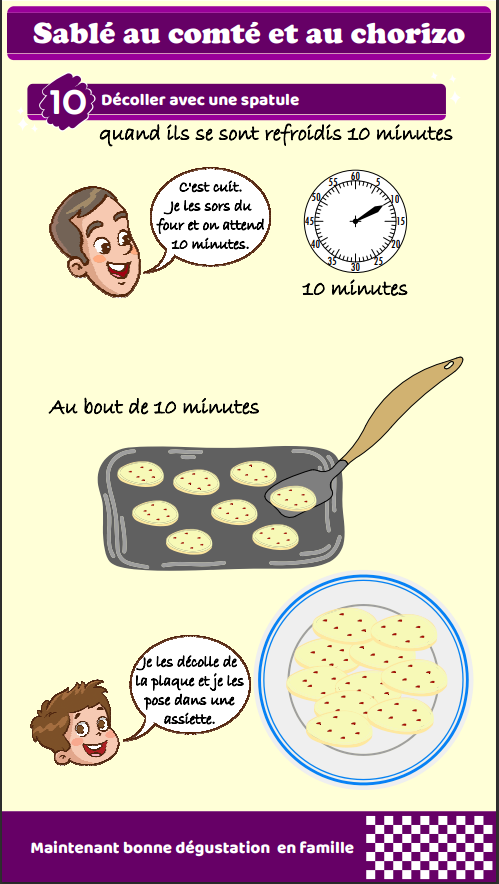 Sablé au comté et au chorizo
10 Décoller avec une spatule
quand ils se sont refroidis 10 minutes
C'est cuit.
Je les sors du
four et on attend
10 minutes.
60
5
10
15
20
25
30
35
40
45
50
55
10 minutes
Au bout de 10 minutes
Je les décolle de
la plaque et je les
pose dans une
assiette.
Maintenant bonne dégustation en famille